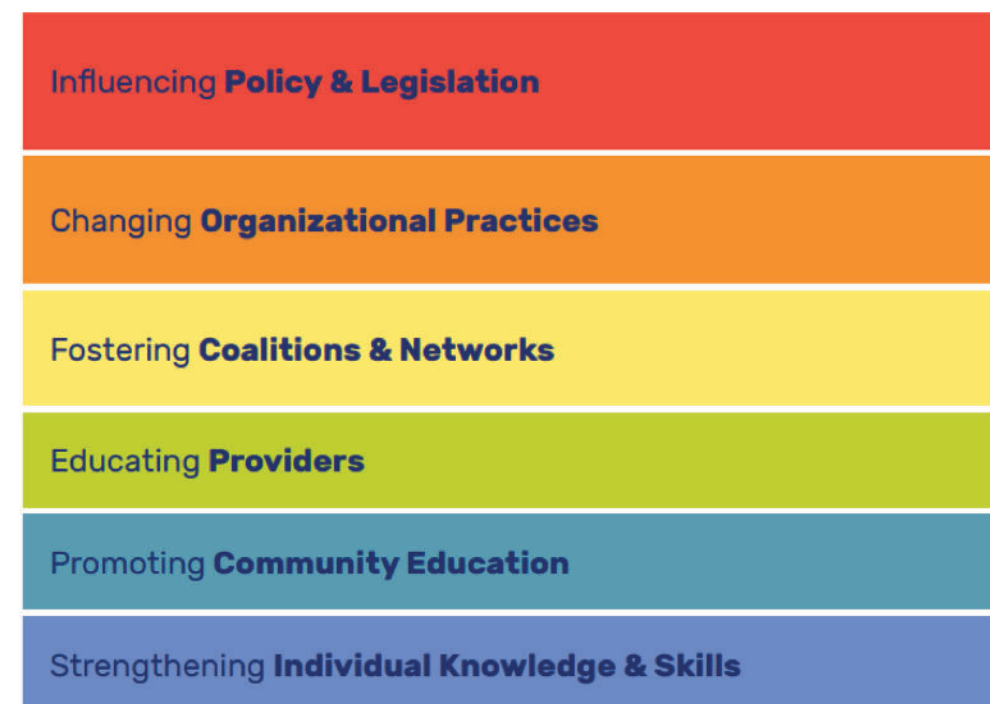 Influencing Policy & Legislation
Changing Organizational Practices
Fostering Coalitions & Networks
Educating Providers
Promoting Community Education
Strengthening Individual Knowledge & Skills